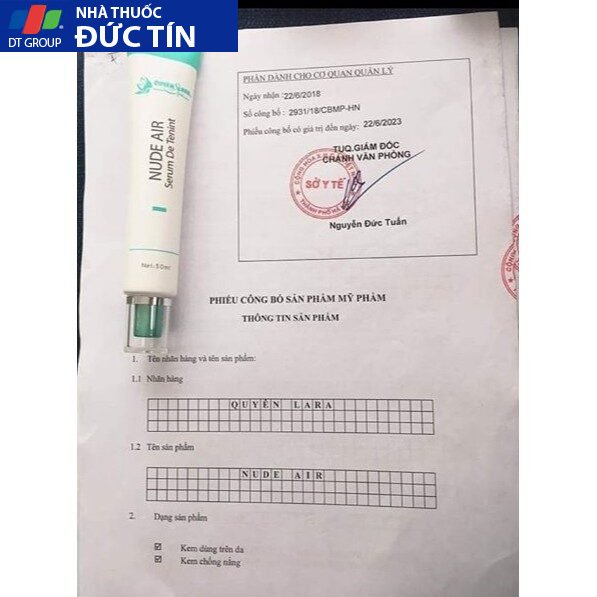 DT GROUP
NHÀ THUỐC
ĐỨC TÍN
NUDE AIR
Serum De Tenint
Net: 50ml
PHẦN DÀNH CHO CƠ QUAN QUẢN LÝ
Ngày nhận :22/6/2018
Số công bố : 2931/18/CBMP-HN
Phiếu công bố có giá trị đến ngày: 22/6/2023
TUQ.GIÁM ĐỐC
CHÁNH VĂN PHÒNG
SỞ Y TẾ
Nguyễn Đức Tuấn
PHIẾU CÔNG BỐ SẢN PHẨM MỸ PHẨM
THÔNG TIN SẢN PHẨM
1. Tên nhãn hàng và tên sản phẩm:
1.1 Nhãn hàng
QUYÊN LARA
1.2 Tên sản phẩm
NUDE AIR
2. Dạng sản phẩm
Kem dùng trên da
Kem chống nắng